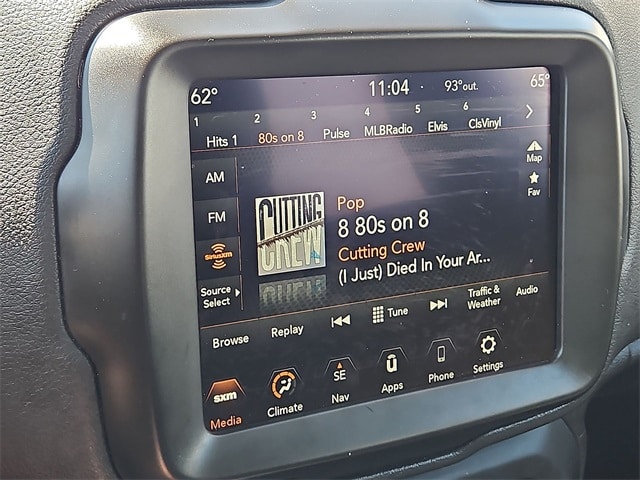 62° 11:04 93°out. 65°
1 2 3 4 5 6
Hits 1 80s on 8 Pulse MLBRadio Elvis ClsVinyl
AM
FM
SiriusXM
Source Select
CUTTING
CREW
Pop
8 80s on 8
Cutting Crew
(I Just) Died In Your Ar...
Map
Fav
Browse Replay Tune Traffic & Weather Audio
sxm SE u
Media Climate Nav Apps Phone Settings